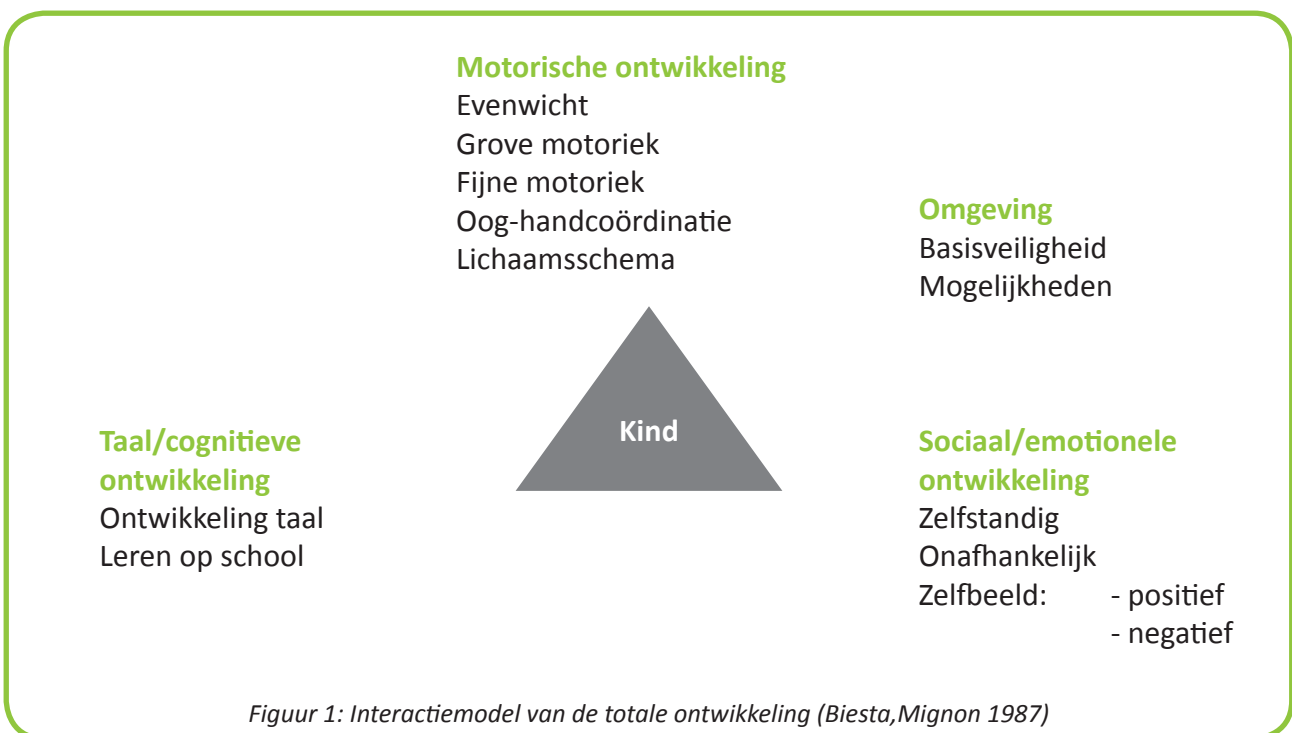 Motorische ontwikkeling
Evenwicht
Grove motoriek
Fijne motoriek
Oog-handcoördinatie
Lichaamsschema
Omgeving
Basisveiligheid
Mogelijkheden
Kind
Taal/cognitieve
ontwikkeling
Ontwikkeling taal
Leren op school
Sociaal/emotionele
ontwikkeling
Zelfstandig
Onafhankelijk
Zelfbeeld: - positief
- negatief
Figuur 1: Interactiemodel van de totale ontwikkeling (Biesta,Mignon 1987)